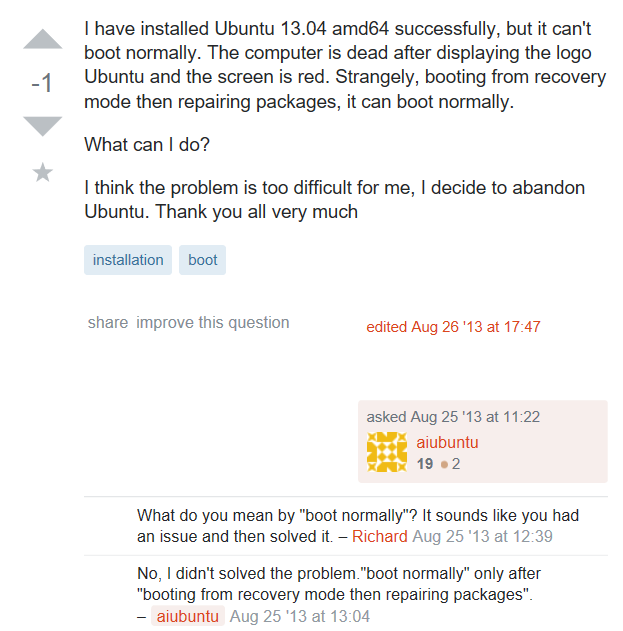 I have installed Ubuntu 13.04 amd64 successfully, but it can't
boot normally. The computer is dead after displaying the logo
Ubuntu and the screen is red. Strangely, booting from recovery
mode then repairing packages, it can boot normally.
-1
What can I do?
I think the problem is too difficult for me, I decide to abandon
Ubuntu. Thank you all very much
installation boot
share improve this question
edited Aug 26 '13 at 17:47
asked Aug 25 '13 at 11:22
aiubuntu
19 ●2
What do you mean by "boot normally"? It sounds like you had
an issue and then solved it. – Richard Aug 25 '13 at 12:39
No, I didn't solved the problem."boot normally" only after
"booting from recovery mode then repairing packages".
– aiubuntu Aug 25 '13 at 13:04